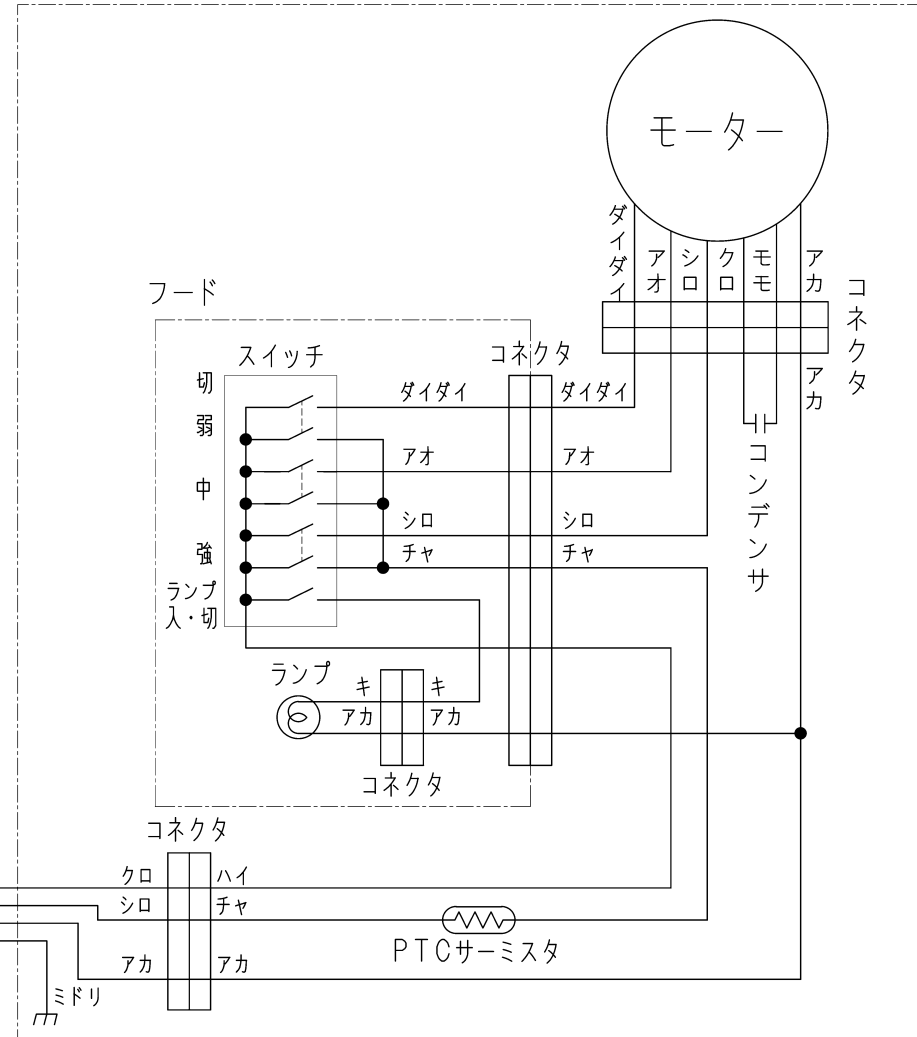 モーター
ダイダイ
アオ
シロ
クロ
モモ
アカ
コネクタ
フード
スイッチ
コネクタ
切
弱
中
強
ランプ
入・切
ダイダイ
ダイダイ
アオ
アオ
シロ
シロ
チャ
チャ
アカ
コンデンサ
ランプ
キ
キ
アカ
アカ
コネクタ
コネクタ
クロ
ハイ
シロ
チャ
PTCサーミスタ
アカ
アカ
ミドリ